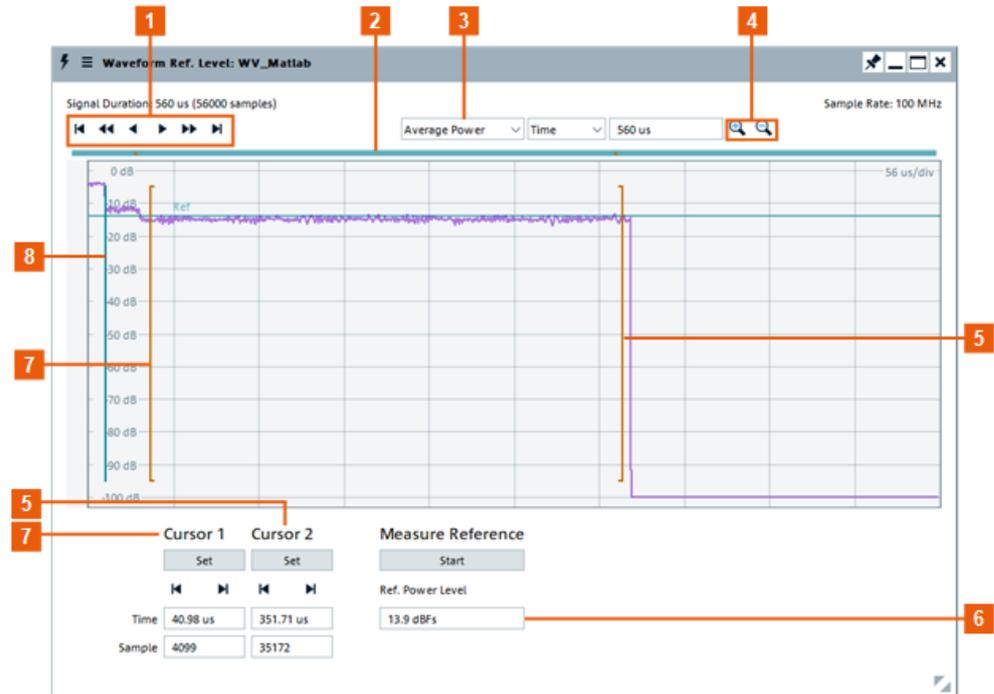 1 2 3 4
Waveform Ref. Level: WV_Matlab
Signal Duration: 560 us (56000 samples)
Sample Rate: 100 MHz
Average Power Time 560 us
0 dB
56 us/div
-10 dB
Ref
-20 dB
8
-30 dB
-40 dB
-50 dB
5
7
-60 dB
-70 dB
-80 dB
-90 dB
-100 dB
5
7
Cursor 1 Cursor 2 Measure Reference
Set Set Start
Ref. Power Level
Time 40.98 us 351.71 us 13.9 dBFs
6
Sample 4099 35172